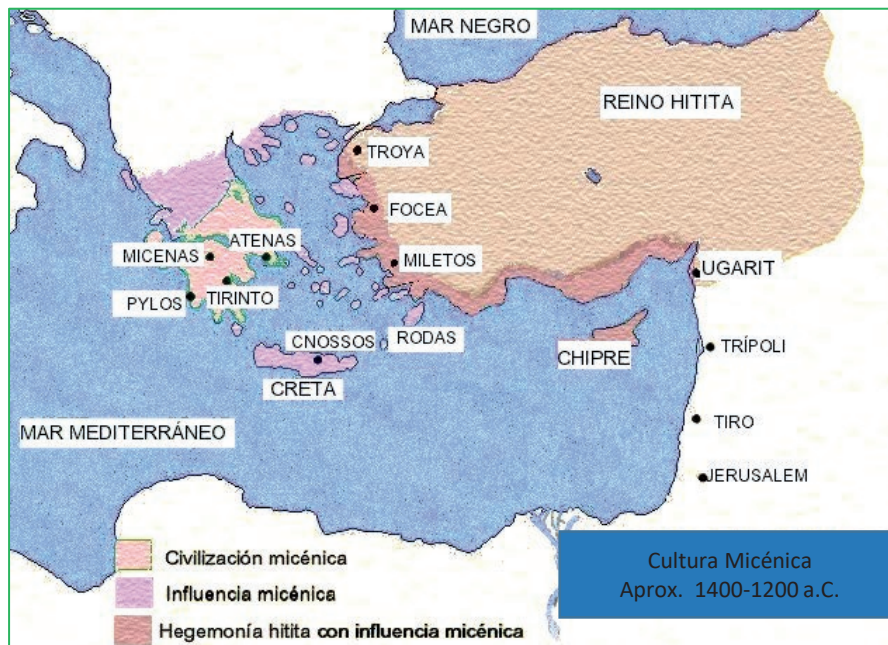 MAR NEGRO
REINO HITITA
TROYA
FOCEA
ATENAS
MICENAS
MILETOS
UGARIT
TIRINTO
PYLOS
RODAS
CNOSSOS
CHIPRE
TRÍPOLI
CRETA
TIRO
MAR MEDITERRÁNEO
JERUSALEM
Civilización micénica
Influencia micénica
Hegemonía hitita con influencia micénica
Cultura Micénica
Aprox. 1400-1200 a.C.